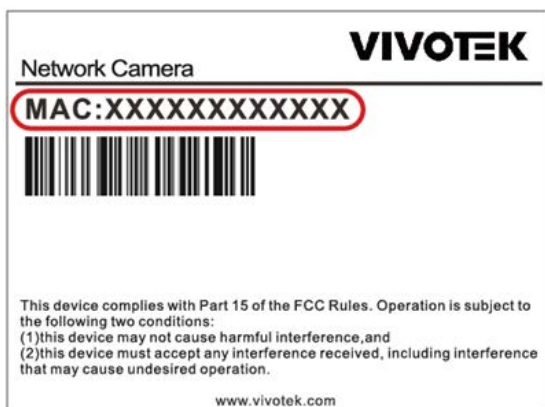 VIVOTEK
Network Camera
MAC:XXXXXXXXXXXX
This device complies with Part 15 of the FCC Rules. Operation is subject to
the following two conditions:
(1)this device may not cause harmful interference,and
(2)this device must accept any interference received, including interference
that may cause undesired operation.
www.vivotek.com